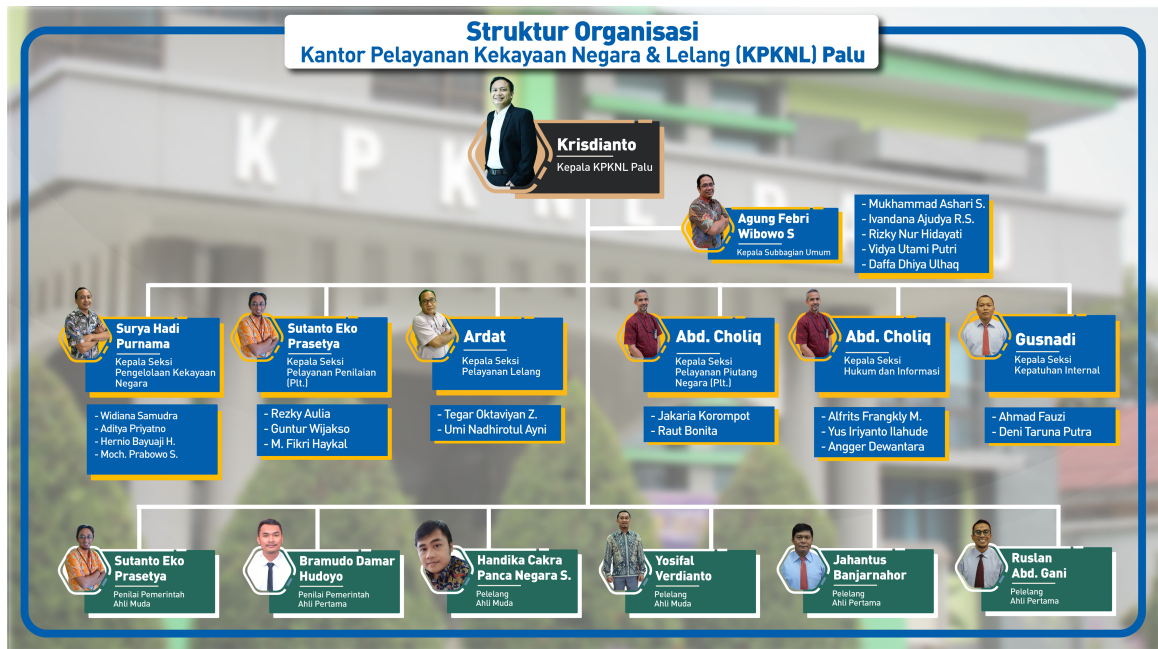 Struktur Organisasi
Kantor Pelayanan Kekayaan Negara & Lelang (KPKNL) Palu
KPKNL
Krisdianto
Kepala KPKNL Palu
Agung Febri
Wibowo S
Kepala Subbagian Umum
- Mukhammad Ashari S.
- Ivandana Ajudya R.S.
- Rizky Nur Hidayati
- Vidya Utami Putri
- Daffa Dhiya Ulhaq
Surya Hadi
Purnama
Kepala Seksi
Pengelolaan Kekayaan
Negara
- Widiana Samudra
- Aditya Priyatno
- Hernio Bayuaji H.
- Moch. Prabowo S.
Sutanto Eko
Prasetya
Kepala Seksi
Pelayanan Penilaian
(Plt.)
- Rezky Aulia
- Guntur Wijakso
- M. Fikri Haykal
Ardat
Kepala Seksi
Pelayanan Lelang
- Tegar Oktaviyan Z.
- Umi Nadhirotul Ayni
Abd. Choliq
Kepala Seksi
Pelayanan Piutang
Negara (Plt.)
- Jakaria Korompot
- Raut Bonita
Abd. Choliq
Kepala Seksi
Hukum dan Informasi
- Alfrits Frangkly M.
- Yus Iriyanto Ilahude
- Angger Dewantara
Gusnadi
Kepala Seksi
Kepatuhan Internal
- Ahmad Fauzi
- Deni Taruna Putra
Sutanto Eko
Prasetya
Penilai Pemerintah
Ahli Muda
Bramudo Damar
Hudoyo
Penilai Pemerintah
Ahli Pertama
Handika Cakra
Panca Negara S.
Pelelang
Ahli Muda
Yosifal
Verdianto
Pelelang
Ahli Muda
Jahantus
Banjarnahor
Pelelang
Ahli Pertama
Ruslan
Abd. Gani
Pelelang
Ahli Pertama